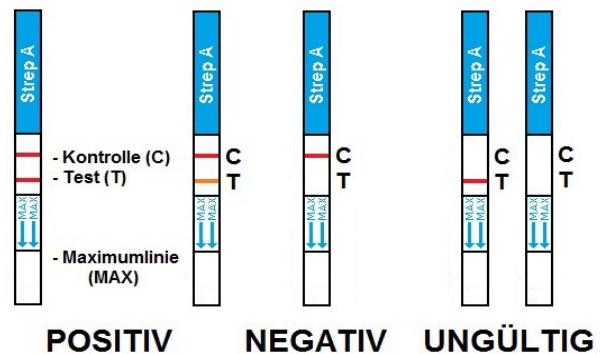 Strep A
Strep A
Strep A
Strep A
Strep A
- Kontrolle (C)
- Test (T)
C
T
C
T
C
T
MAX MAX
MAX MAX
MAX MAX
MAX MAX
MAX MAX
- Maximumlinie
(MAX)
POSITIV
NEGATIV
UNGÜLTIG